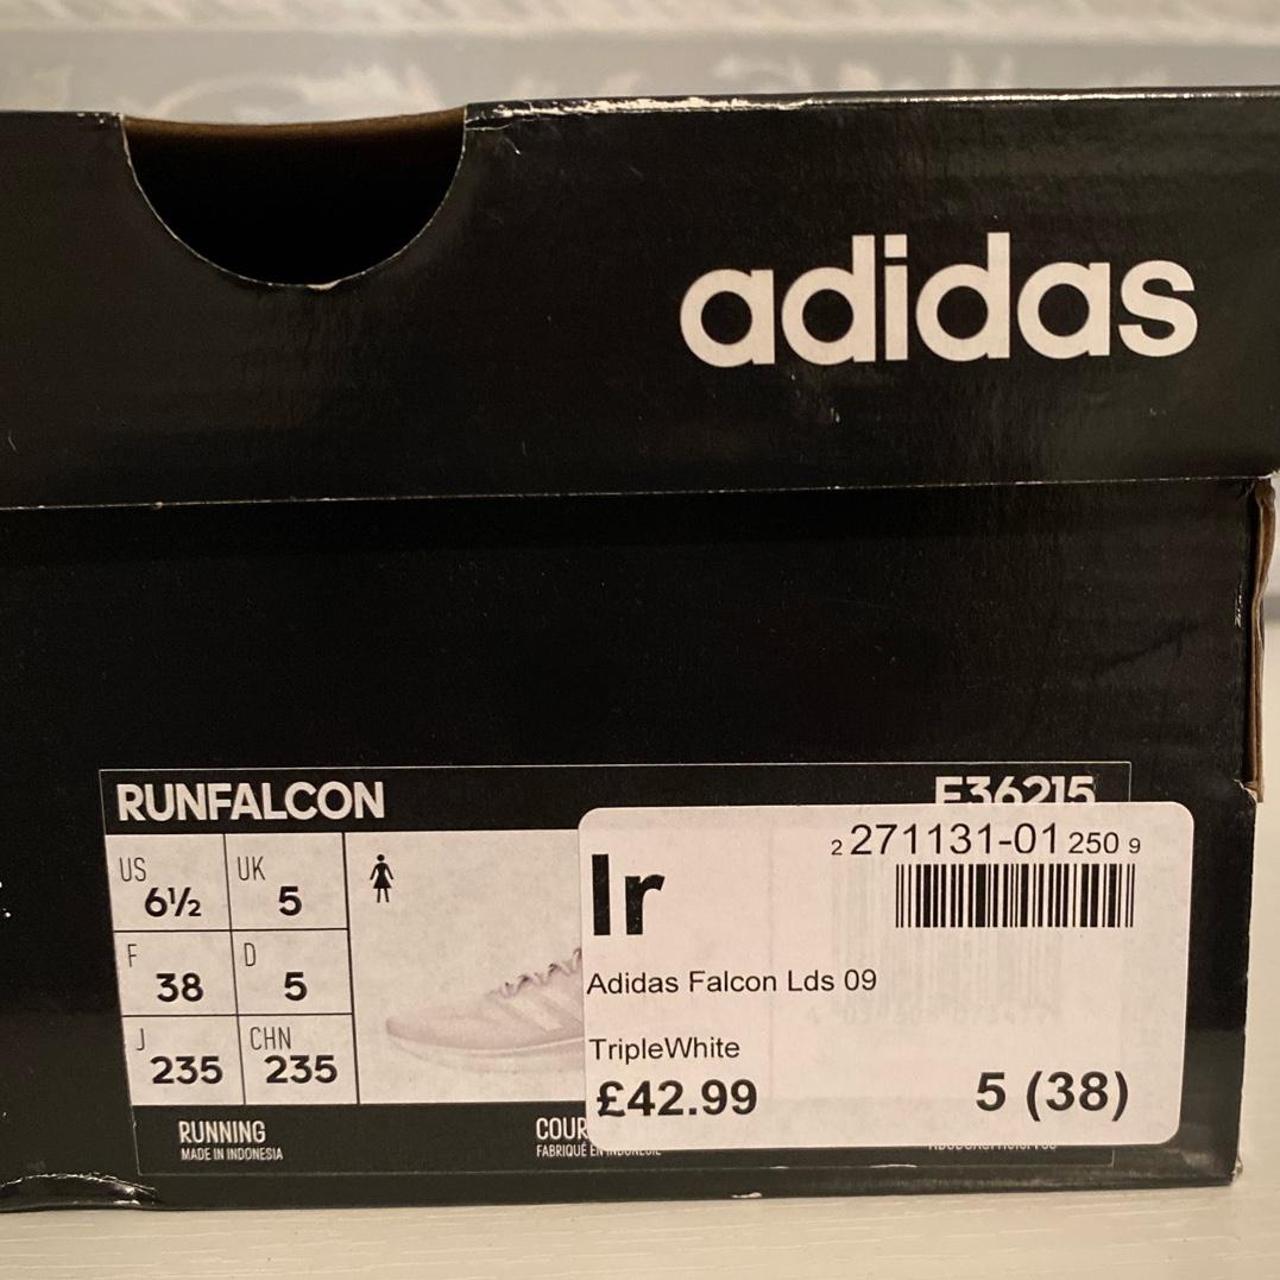 adidas
RUNFALCON
F36215
US
6½
UK
5
F
38
D
5
J
235
CHN
235
RUNNING
MADE IN INDONESIA
COUR
FABRIQUÉ EN
2 271131-01 250 9
lr
Adidas Falcon Lds 09
TripleWhite
£42.99
5 (38)